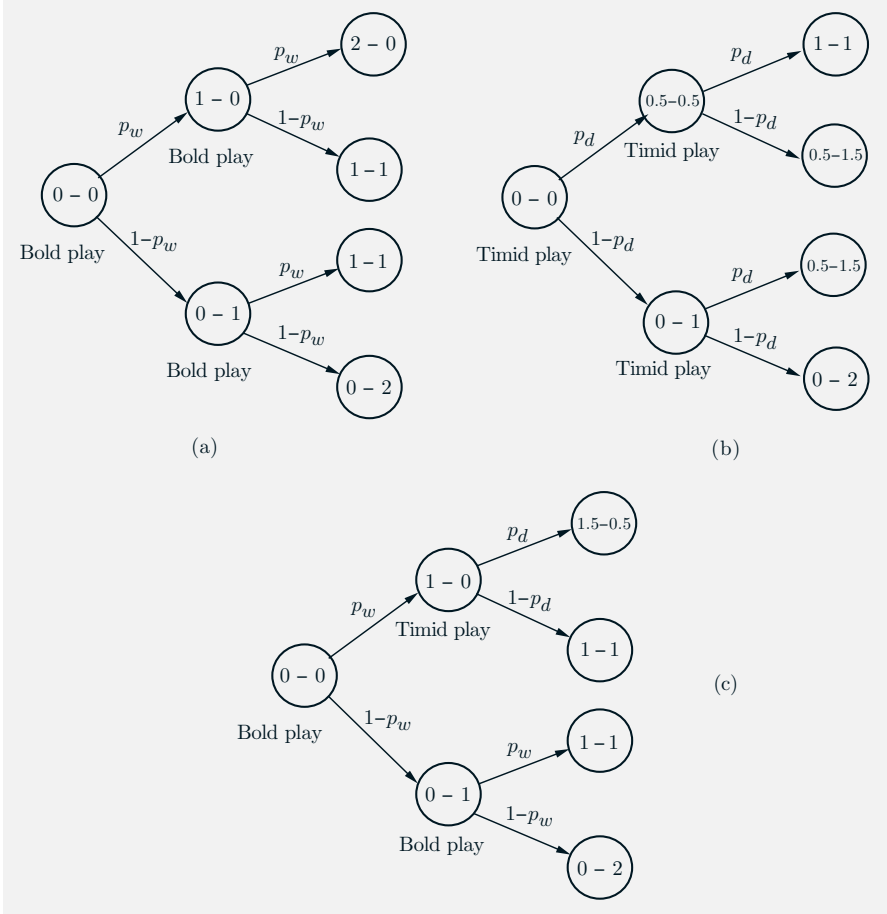 2 – 0
p_w
1 – 0
1–p_w
p_w
Bold play
1–1
0 – 0
1–p_w
Bold play
p_w
1–1
0 – 1
1–p_w
Bold play
0 – 2
(a)
1–1
p_d
0.5–0.5
1–p_d
p_d
Timid play
0.5–1.5
0 – 0
1–p_d
Timid play
p_d
0.5–1.5
0 – 1
1–p_d
Timid play
0 – 2
(b)
1.5–0.5
p_d
1 – 0
1–p_d
p_w
Timid play
1–1
0 – 0
1–p_w
Bold play
p_w
1–1
0 – 1
1–p_w
Bold play
0 – 2
(c)